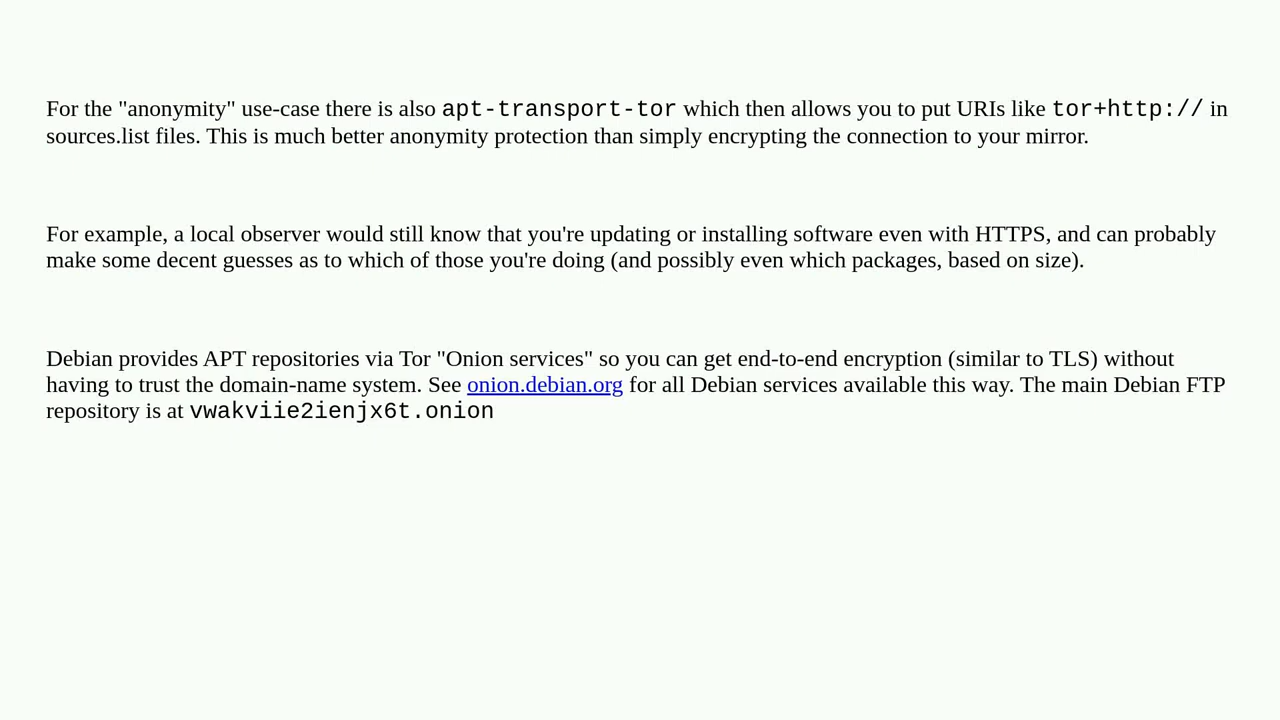 For the "anonymity" use-case there is also apt-transport-tor which then allows you to put URIs like tor+http:// in
sources.list files. This is much better anonymity protection than simply encrypting the connection to your mirror.
For example, a local observer would still know that you're updating or installing software even with HTTPS, and can probably
make some decent guesses as to which of those you're doing (and possibly even which packages, based on size).
Debian provides APT repositories via Tor "Onion services" so you can get end-to-end encryption (similar to TLS) without
having to trust the domain-name system. See onion.debian.org for all Debian services available this way. The main Debian FTP
repository is at vwakviie2ienjx6t.onion